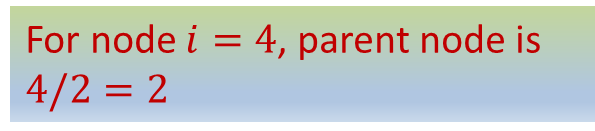 For node i = 4, parent node is
4/2 = 2